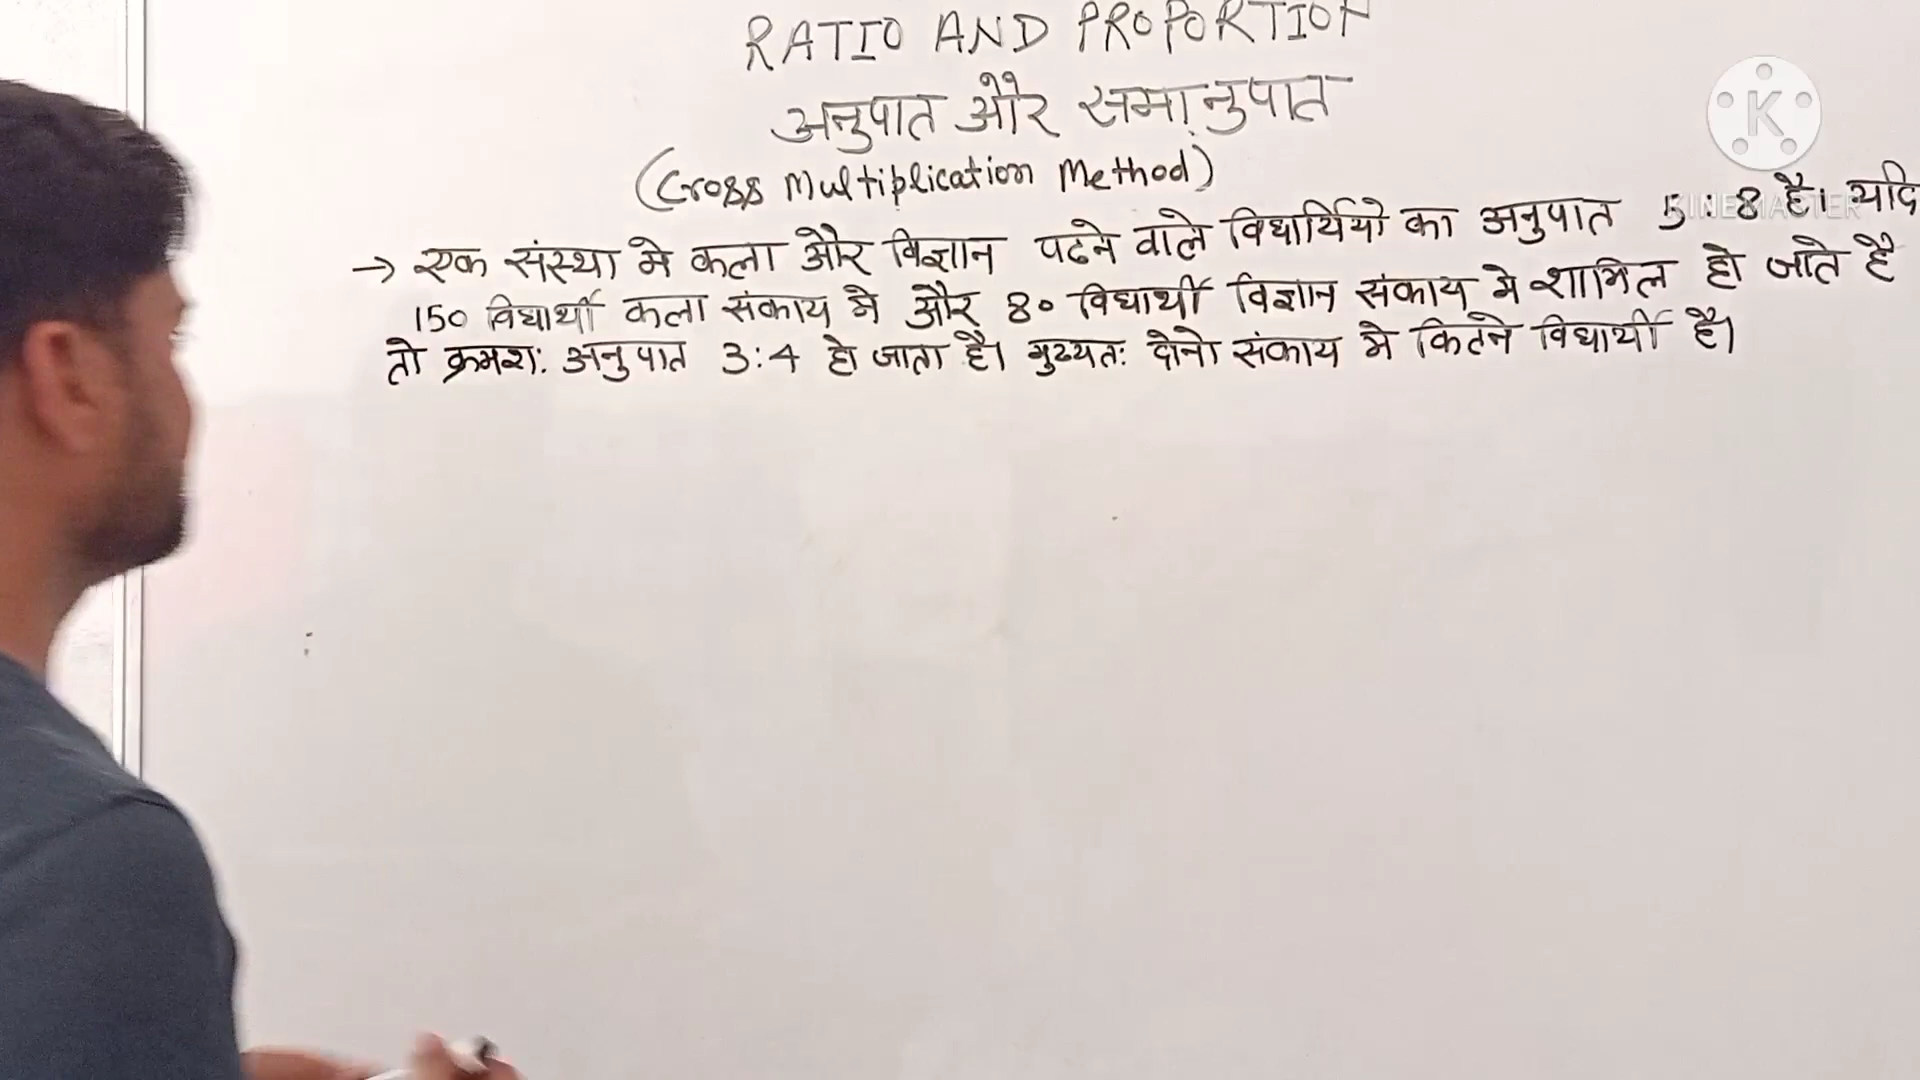 RATIO AND PROPORTION
अनुपात और समानुपात
(Cross Multiplication Method)
→ एक संस्था मे कला और विज्ञान पढने वाले विधार्थियो का अनुपात 5:8 है। यदि
150 विधार्थी कला संकाय मे और 80 विधार्थी विज्ञान संकाय मे शामिल हो जाते है
तो क्रमश: अनुपात 3:4 हो जाता है। मुख्यत: दोनो संकाय मे कितने विधार्थी है।
K
KINEMASTER